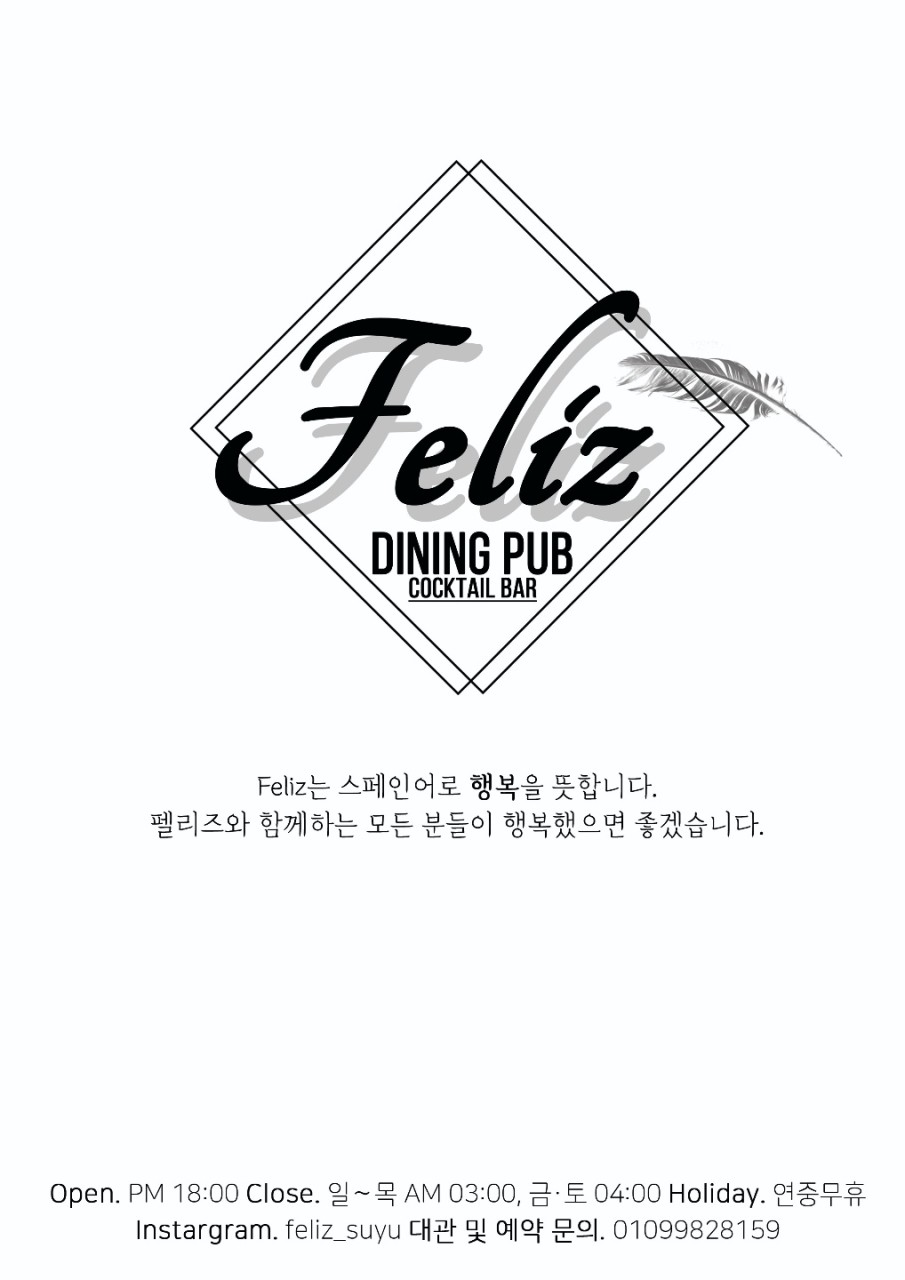 Feliz
DINING PUB
COCKTAIL BAR
Feliz는 스페인어로 행복을 뜻합니다.
펠리즈와 함께하는 모든 분들이 행복했으면 좋겠습니다.
Open. PM 18:00 Close. 일~목 AM 03:00, 금·토 04:00 Holiday. 연중무휴
Instargram. feliz_suyu 대관 및 예약 문의. 01099828159